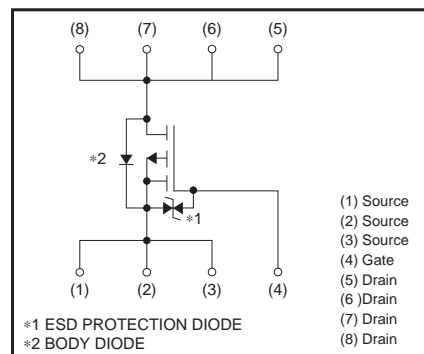 (8) (7) (6) (5)
∗2
∗1
(1) (2) (3) (4)
(1) Source
(2) Source
(3) Source
(4) Gate
(5) Drain
(6 )Drain
(7) Drain
(8) Drain
∗1 ESD PROTECTION DIODE
∗2 BODY DIODE